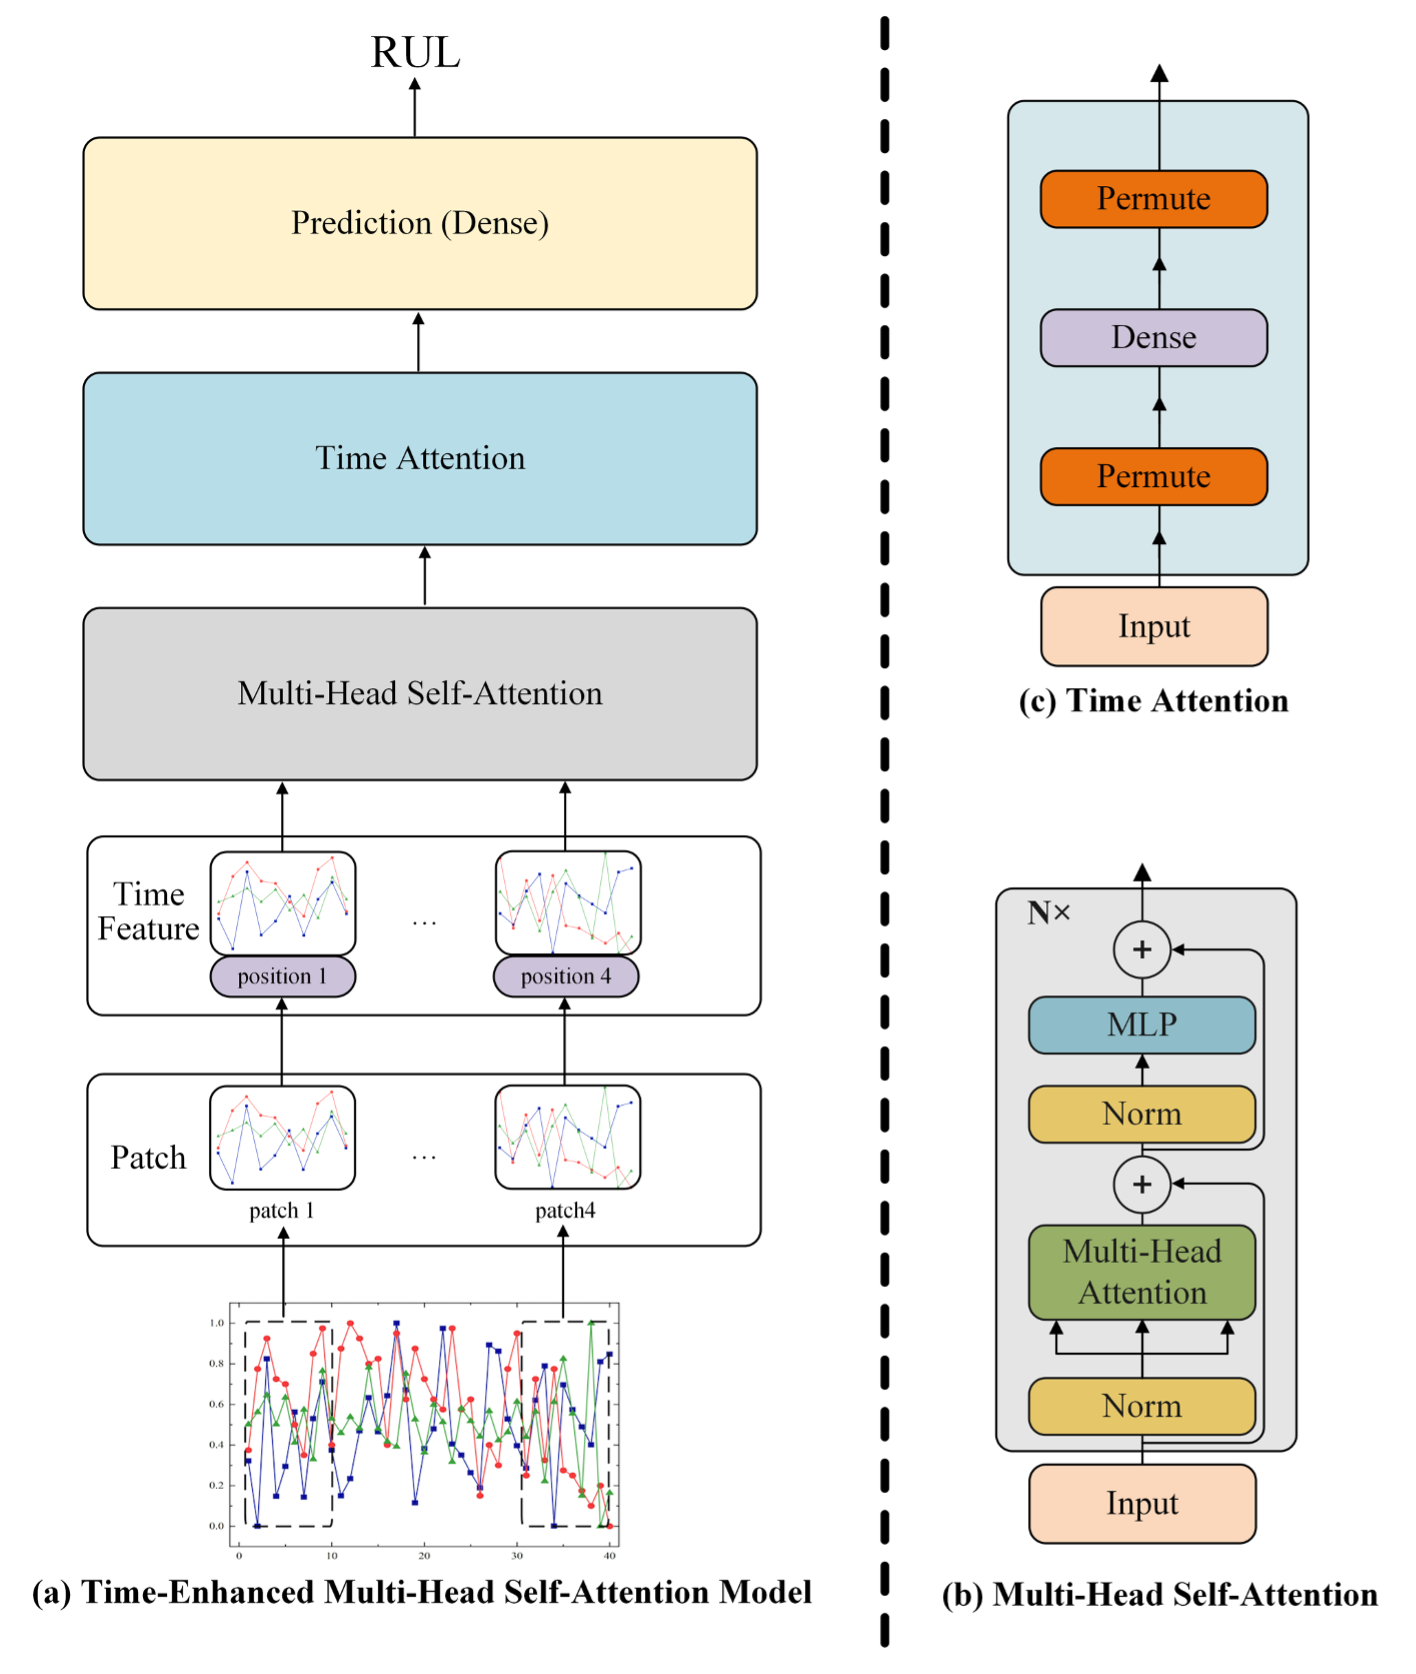 RUL
Prediction (Dense)
Time Attention
Multi-Head Self-Attention
Time
Feature
...
position 1
position 4
Patch
...
patch 1
patch4
1.0
0.8
0.6
0.4
0.2
0.0
0
10
20
30
40
(a) Time-Enhanced Multi-Head Self-Attention Model
Permute
Dense
Permute
Input
(c) Time Attention
N×
+
MLP
Norm
+
Multi-Head
Attention
Norm
Input
(b) Multi-Head Self-Attention